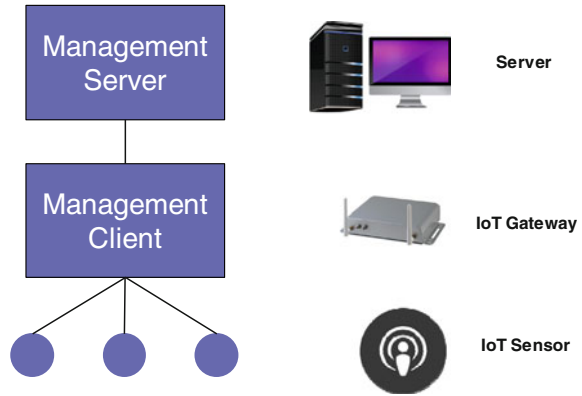 Management
Server
Server
Management
Client
IoT Gateway
IoT Sensor